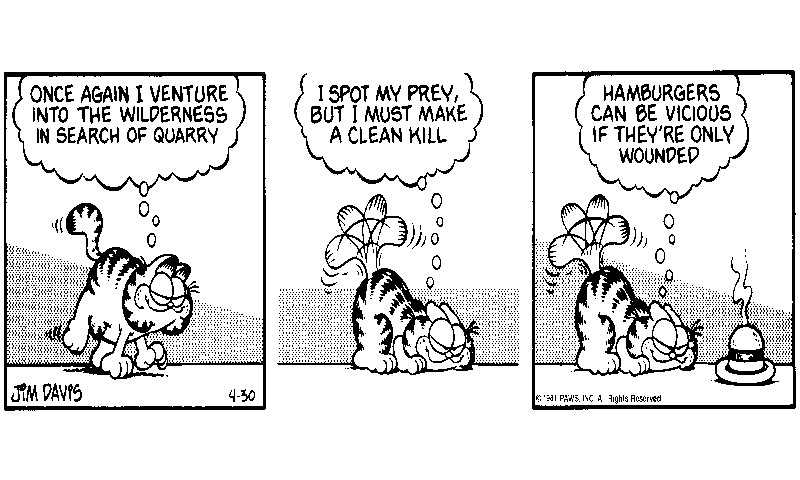 ONCE AGAIN I VENTURE
INTO THE WILDERNESS
IN SEARCH OF QUARRY
JIM DAVIS
4-30
I SPOT MY PREY,
BUT I MUST MAKE
A CLEAN KILL
HAMBURGERS
CAN BE VICIOUS
IF THEY'RE ONLY
WOUNDED
© 1981 PAWS, INC. A Rights Reserved